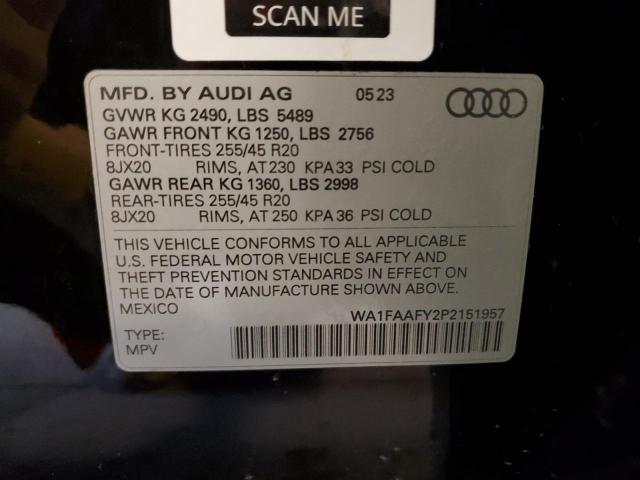 SCAN ME
MFD. BY AUDI AG 05 23
GVWR KG 2490, LBS 5489
GAWR FRONT KG 1250, LBS 2756
FRONT-TIRES 255/45 R20
8JX20 RIMS, AT 230 KPA 33 PSI COLD
GAWR REAR KG 1360, LBS 2998
REAR-TIRES 255/45 R20
8JX20 RIMS, AT 250 KPA 36 PSI COLD
THIS VEHICLE CONFORMS TO ALL APPLICABLE
U.S. FEDERAL MOTOR VEHICLE SAFETY AND
THEFT PREVENTION STANDARDS IN EFFECT ON
THE DATE OF MANUFACTURE SHOWN ABOVE.
MEXICO
WA1FAAFY2P2151957
TYPE:
MPV